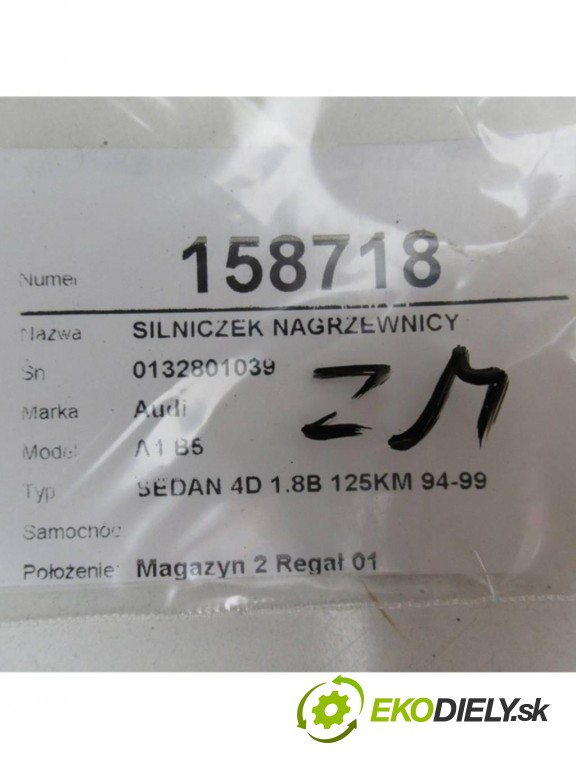 Numer 158718
Nazwa SILNICZEK NAGRZEWNICY
Sn 0132801039
Marka Audi
Model A4 B5
Typ SEDAN 4D 1.8B 125KM 94-99
Samochód
Położenie: Magazyn 2 Regał 01
ZM
EKODIELY.sk